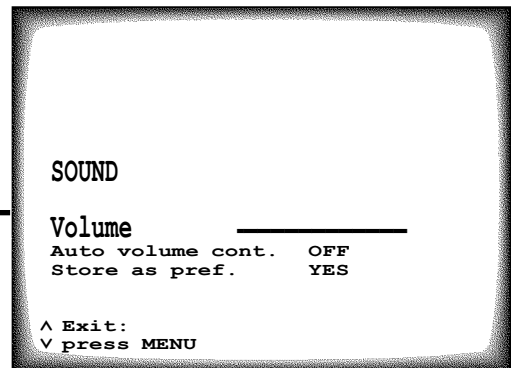 SOUND
Volume
Auto volume cont. OFF
Store as pref. YES
∧ Exit:
∨ press MENU